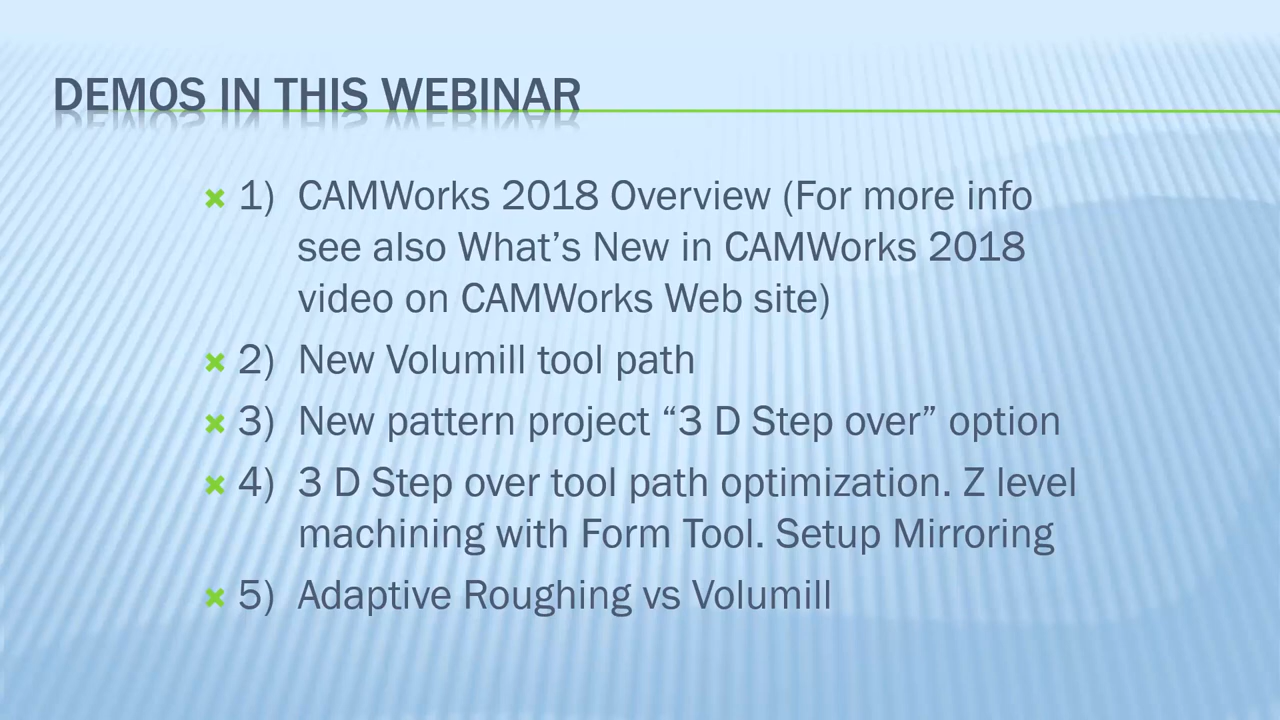 DEMOS IN THIS WEBINAR
1) CAMWorks 2018 Overview (For more info
see also What’s New in CAMWorks 2018
video on CAMWorks Web site)
2) New Volumill tool path
3) New pattern project “3 D Step over” option
4) 3 D Step over tool path optimization. Z level
machining with Form Tool. Setup Mirroring
5) Adaptive Roughing vs Volumill